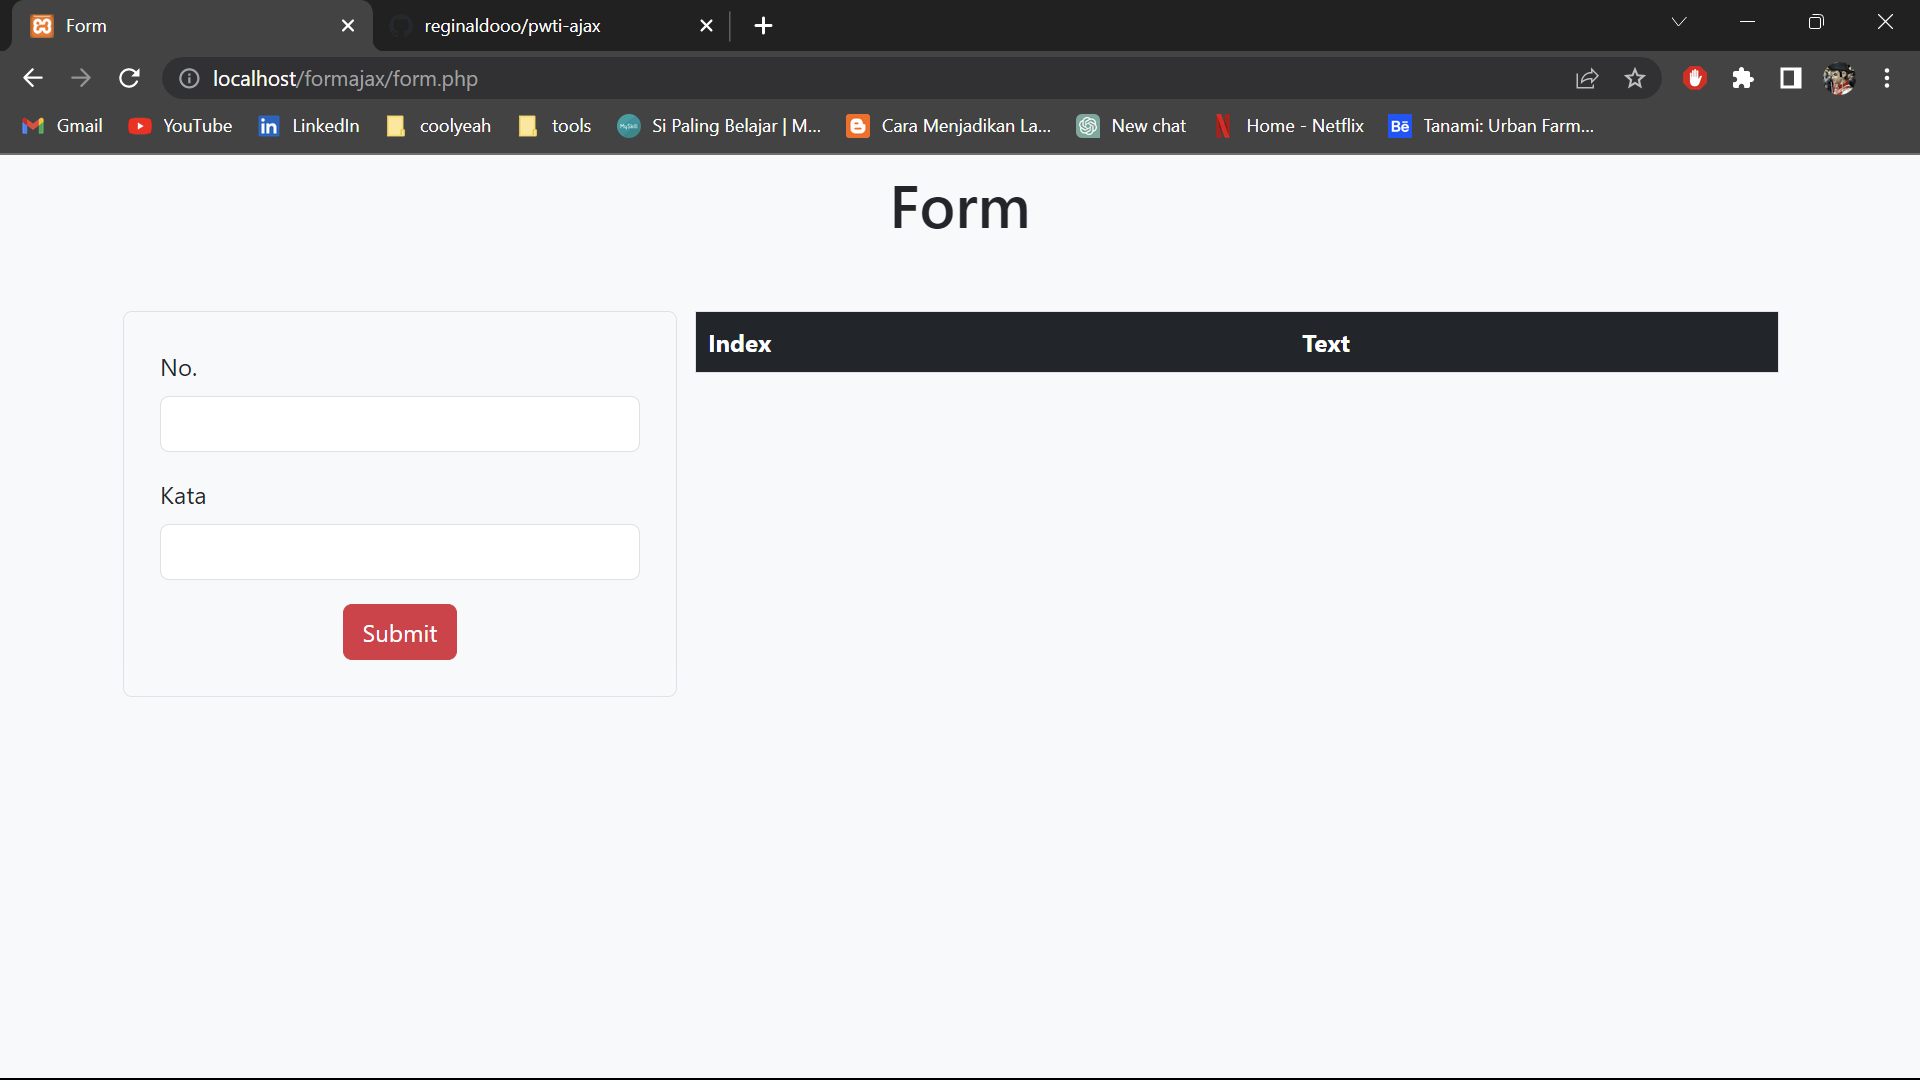 Form
reginaldooo/pwti-ajax
localhost/formajax/form.php
Gmail YouTube LinkedIn coolyeah tools Si Paling Belajar | M... Cara Menjadikan La... New chat Home - Netflix Bē Tanami: Urban Farm...
Form
No.
Kata
Submit
Index Text